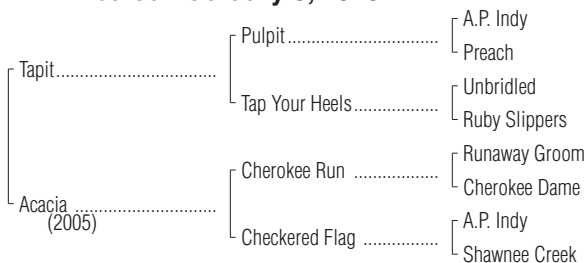 A.P. Indy
Pulpit
Preach
Tapit
Unbridled
Tap Your Heels
Ruby Slippers
Runaway Groom
Cherokee Run
Cherokee Dame
Acacia
(2005)
A.P. Indy
Checkered Flag
Shawnee Creek